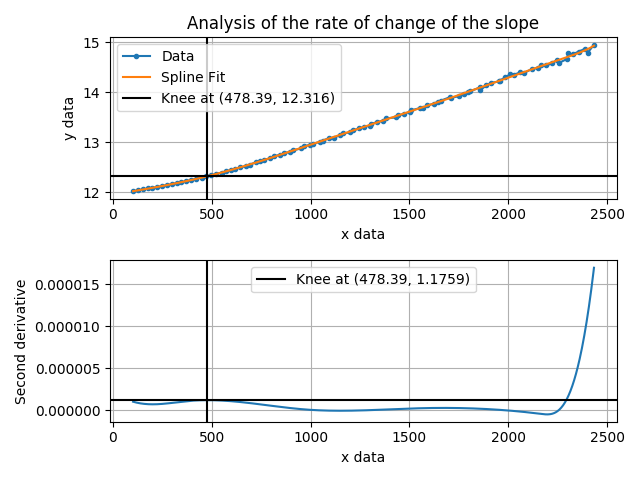 Analysis of the rate of change of the slope
15
14
13
12
y data
Data
Spline Fit
Knee at (478.39, 12.316)
0
500
1000
1500
2000
2500
x data
0.000015
0.000010
0.000005
0.000000
Second derivative
Knee at (478.39, 1.1759)
0
500
1000
1500
2000
2500
x data